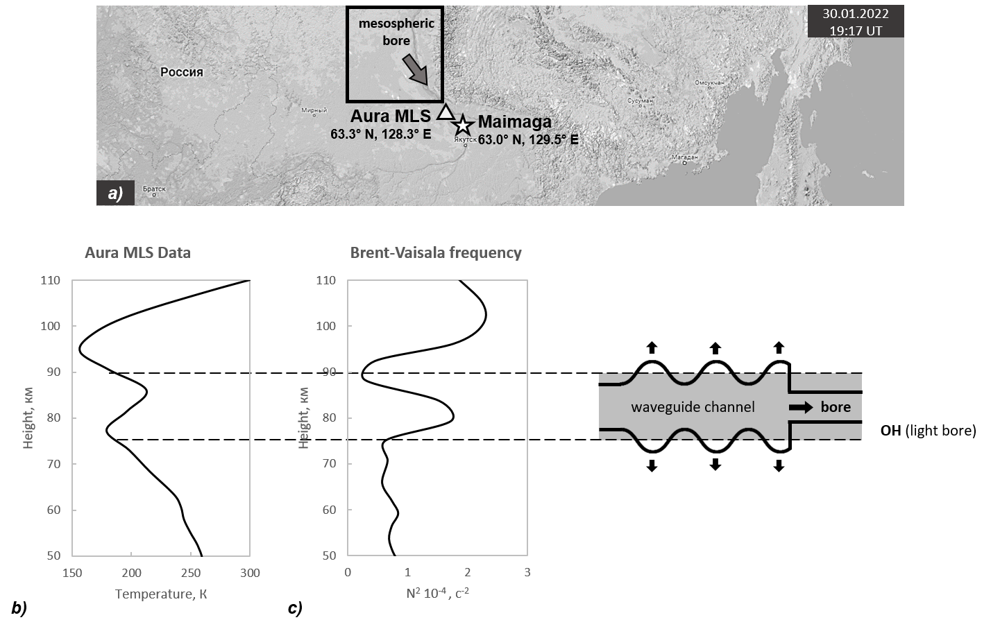 30.01.2022
19:17 UT
mesospheric
bore
Россия
Омсукчан
Сусуман
Мирный
Aura MLS
63.3° N, 128.3° E
Maimaga
63.0° N, 129.5° E
Якутск
Магадан
Братск
a)
Aura MLS Data
110
100
90
80
70
60
50
Height, км
150 200 250 300
Temperature, К
b)
Brent-Vaisala frequency
110
100
90
80
70
60
50
Height, км
0 1 2 3
N² 10⁻⁴ , c⁻²
c)
waveguide channel
bore
OH (light bore)